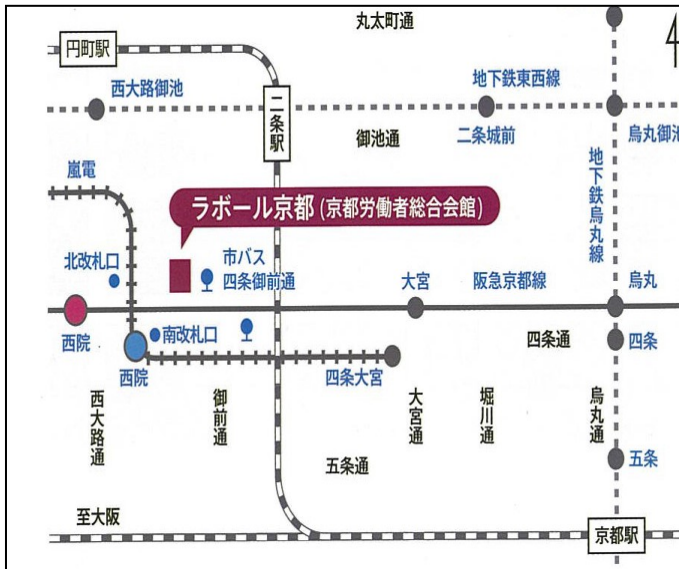 丸太町通
4
円町駅
西大路御池
地下鉄東西線
二条駅
御池通
二条城前
烏丸御池
嵐電
地下鉄烏丸線
ラボール京都 (京都労働者総合会館)
北改札口
市バス
四条御前通
大宮
阪急京都線
烏丸
西院
南改札口
四条通
四条
西院
四条大宮
西大路通
御前通
大宮通
堀川通
烏丸通
五条通
五条
至大阪
京都駅